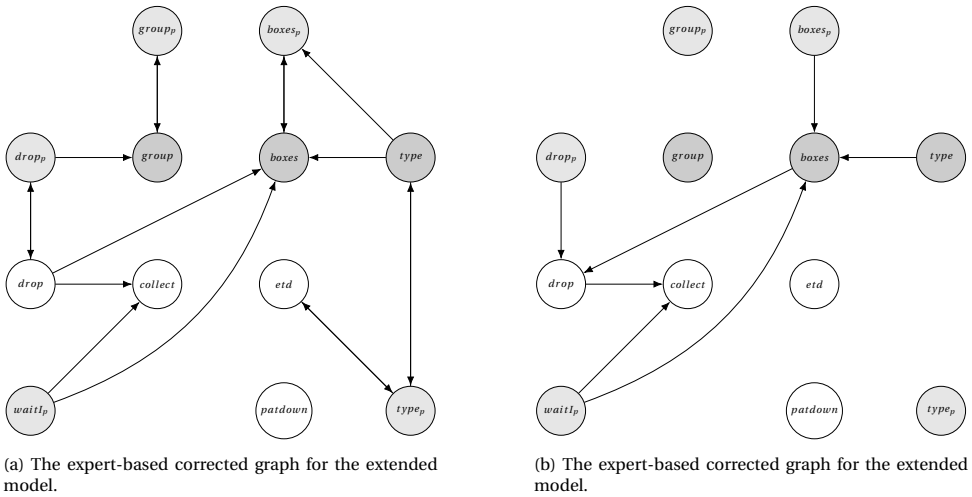 group_p boxes_p group_p boxes_p
drop_p group boxes type drop_p group boxes type
drop collect etd drop collect etd
waitI_p patdown type_p waitI_p patdown type_p
(a) The expert-based corrected graph for the extended
model.
(b) The expert-based corrected graph for the extended
model.